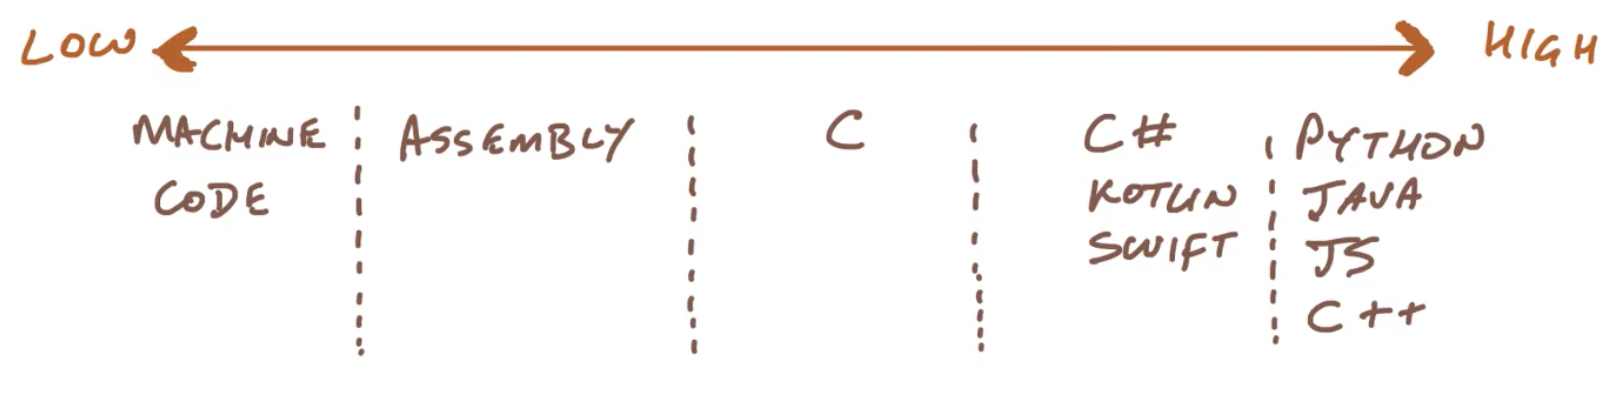 LOW
HIGH
MACHINE
CODE
ASSEMBLY
C
C#
KOTLIN
SWIFT
PYTHON
JAVA
JS
C++